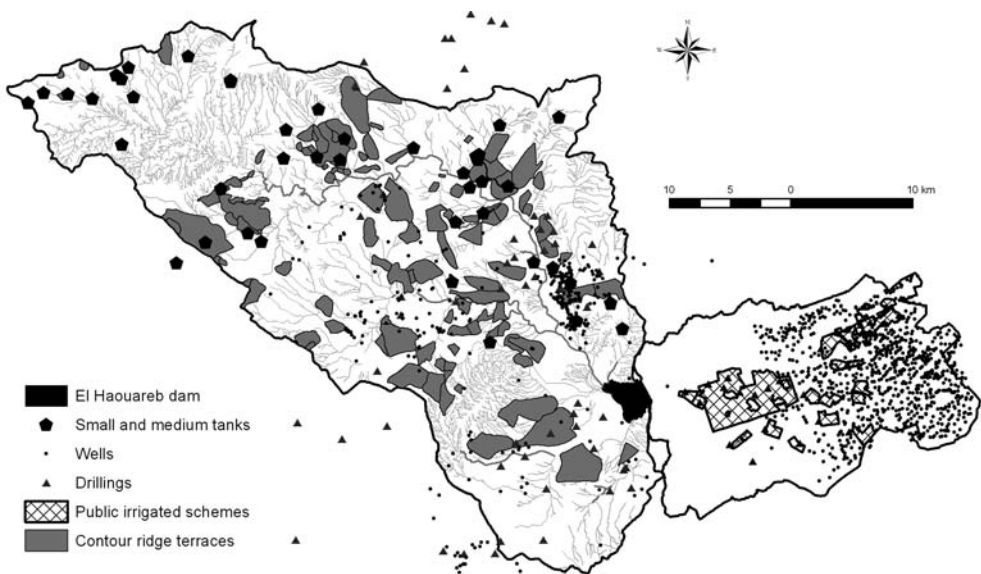 N
W
E
S
10 5 0 10 km
El Haouareb dam
Small and medium tanks
Wells
Drillings
Public irrigated schemes
Contour ridge terraces